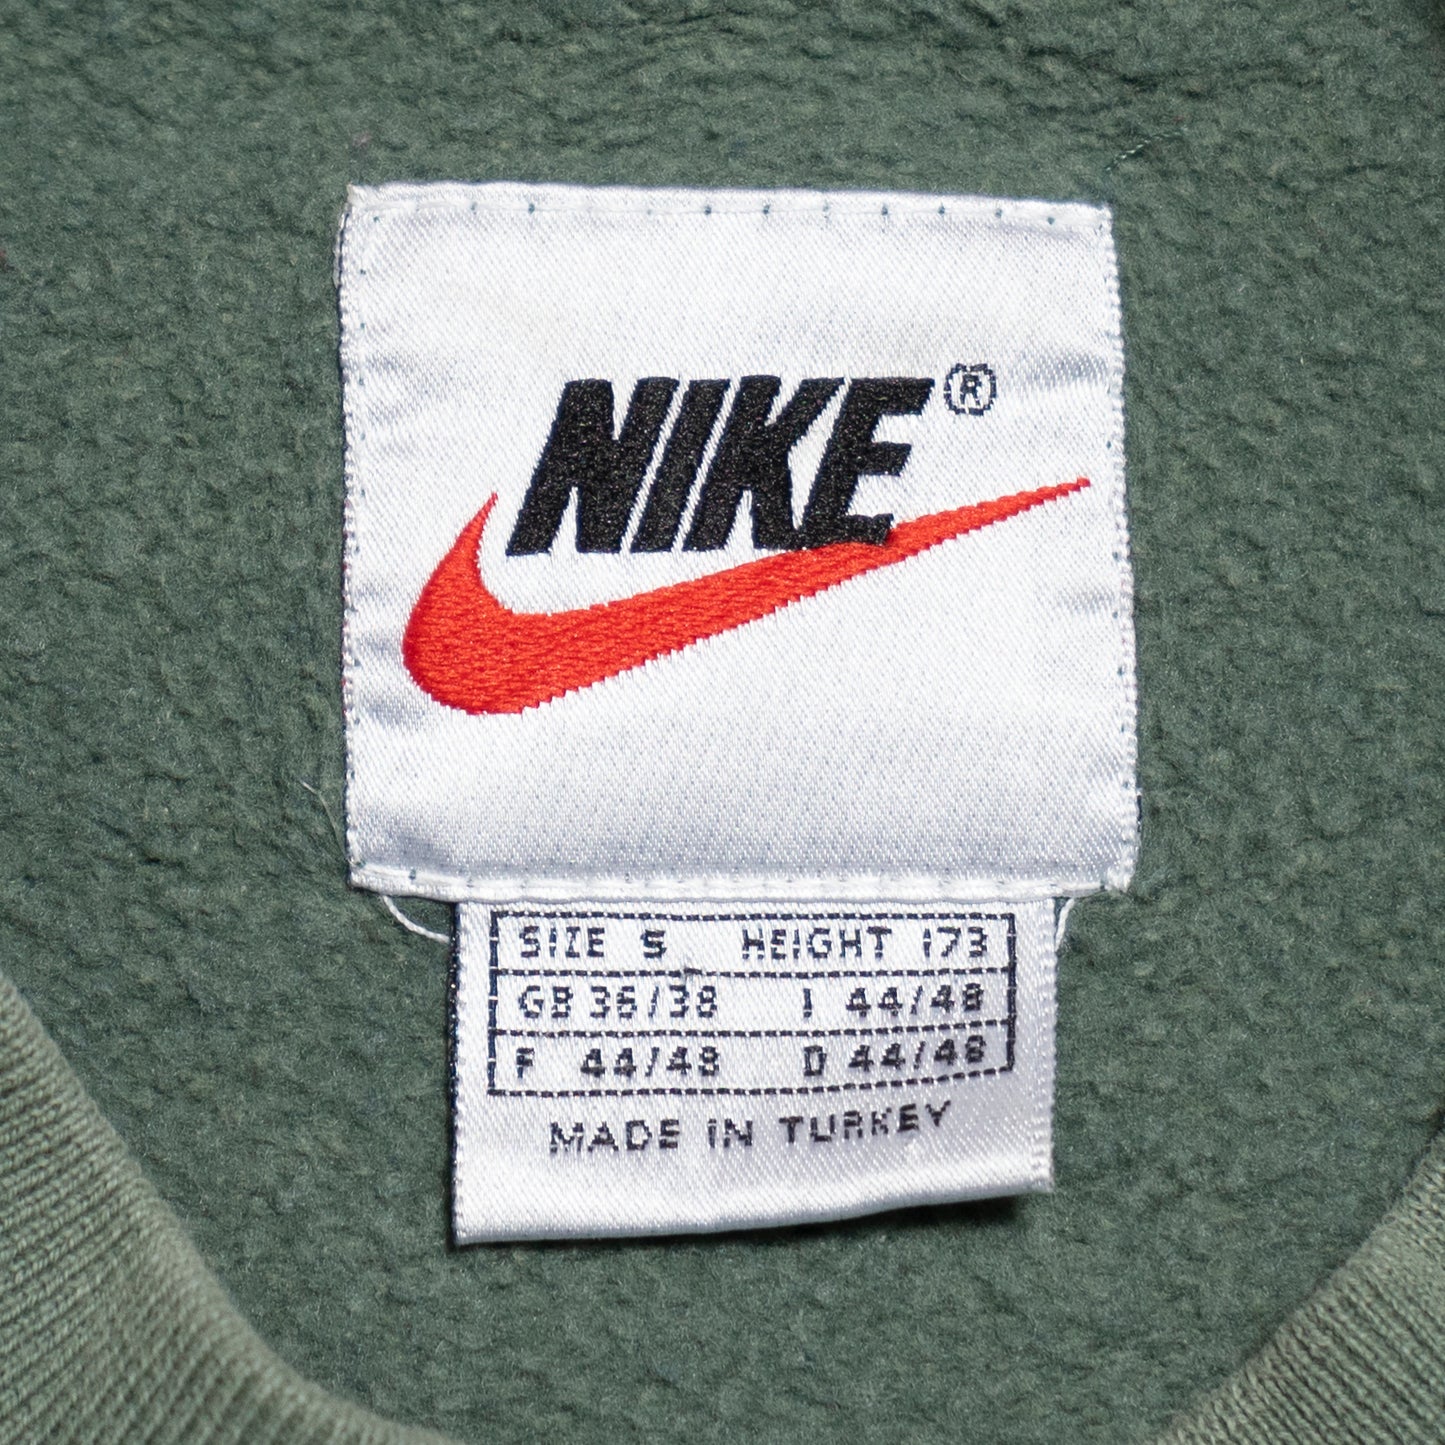 NIKE®
SIZE S HEIGHT 173
GB 36/38 I 44/48
F 44/48 D 44/48
MADE IN TURKEY